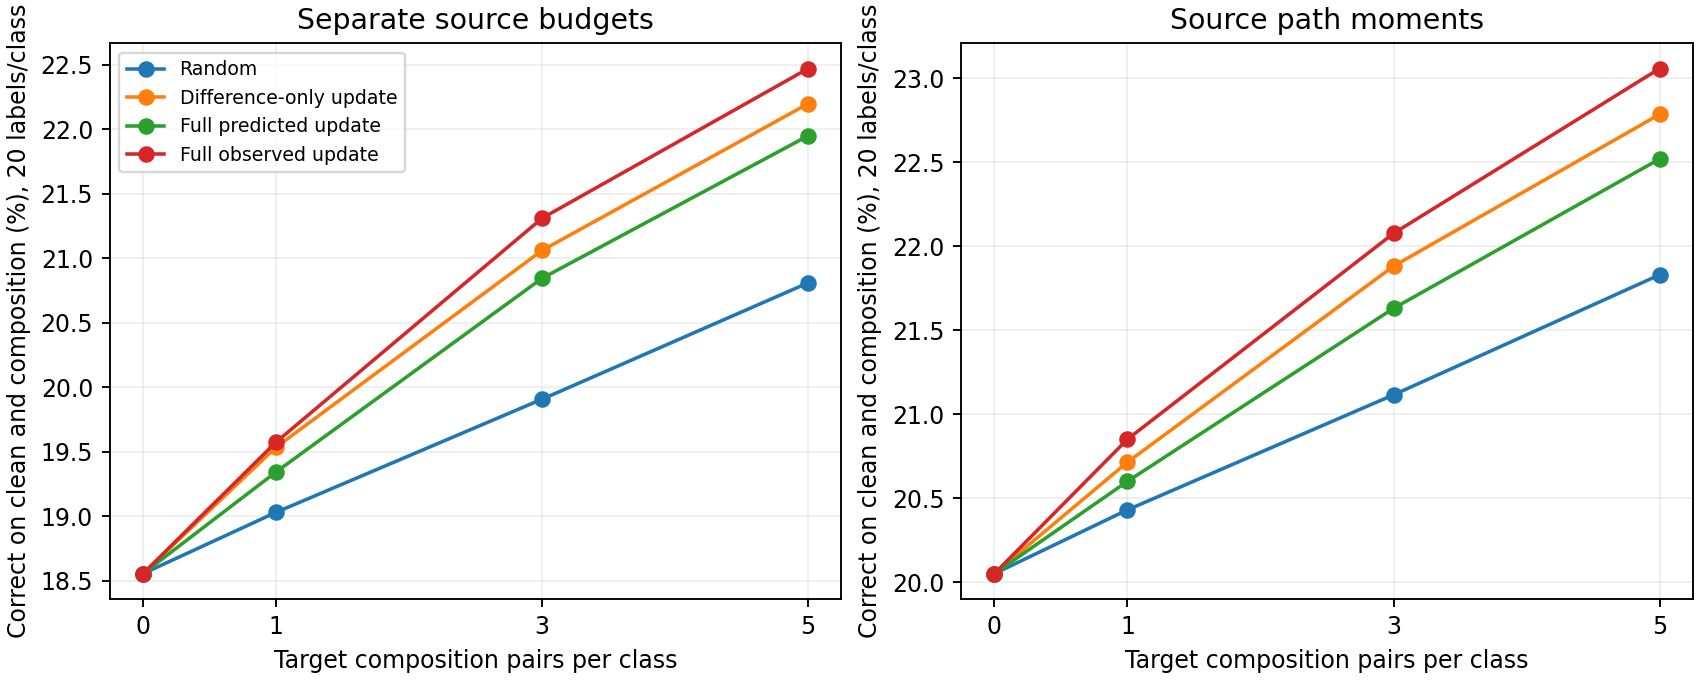 Separate source budgets
Correct on clean and composition (%), 20 labels/class
22.5
22.0
21.5
21.0
20.5
20.0
19.5
19.0
18.5
Random
Difference-only update
Full predicted update
Full observed update
0 1 3 5
Target composition pairs per class
Source path moments
Correct on clean and composition (%), 20 labels/class
23.0
22.5
22.0
21.5
21.0
20.5
20.0
0 1 3 5
Target composition pairs per class